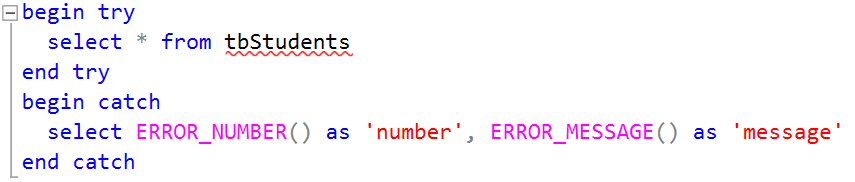 begin try
select * from tbStudents
end try
begin catch
select ERROR_NUMBER() as 'number', ERROR_MESSAGE() as 'message'
end catch